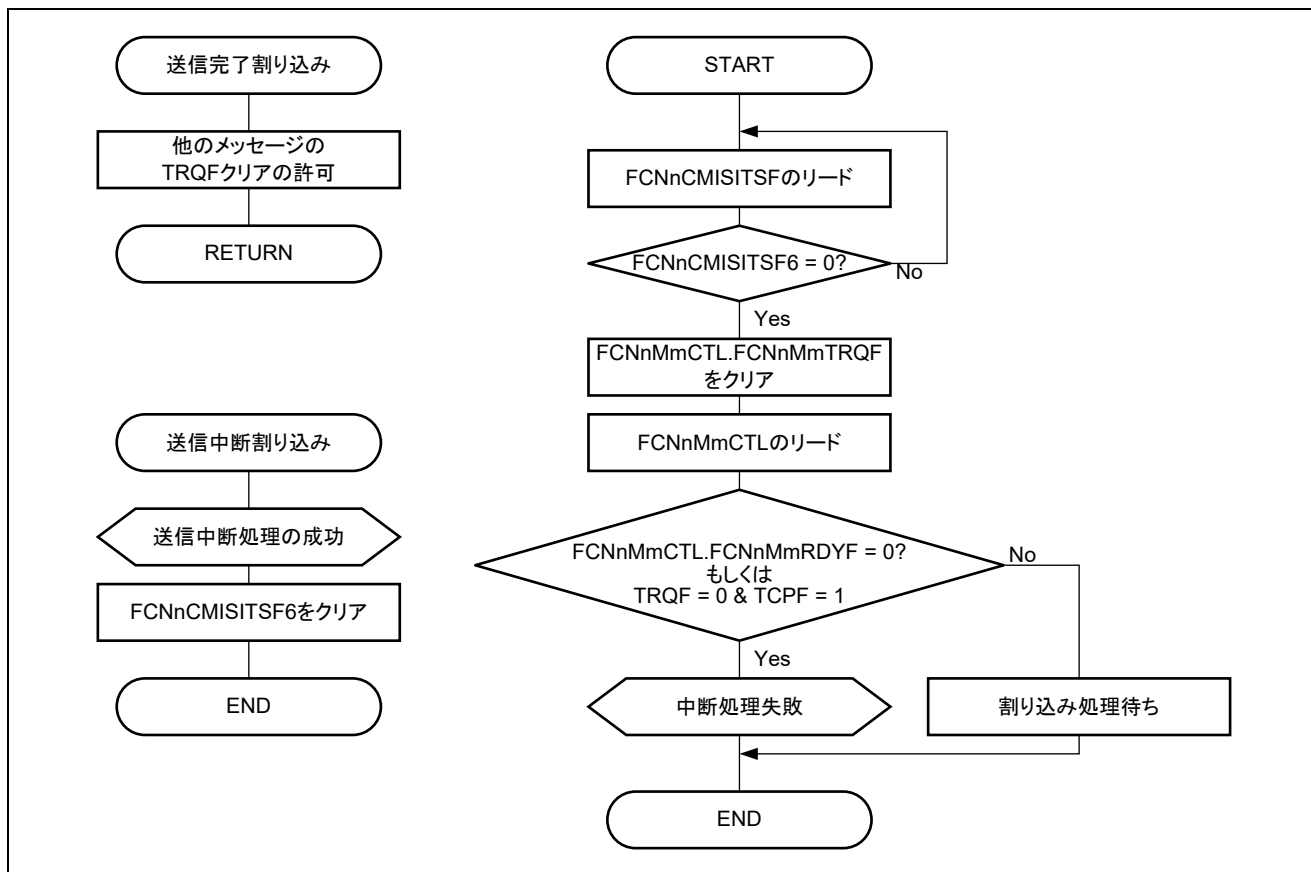 送信完了割り込み
他のメッセージの
TRQFクリアの許可
RETURN
送信中断割り込み
送信中断処理の成功
FCNnCMISITSF6をクリア
END
START
FCNnCMISITSFのリード
FCNnCMISITSF6 = 0?
No
Yes
FCNnMmCTL.FCNnMmTRQF
をクリア
FCNnMmCTLのリード
FCNnMmCTL.FCNnMmRDYF = 0?
もしくは
TRQF = 0 & TCPF = 1
No
Yes
中断処理失敗
割り込み処理待ち
END